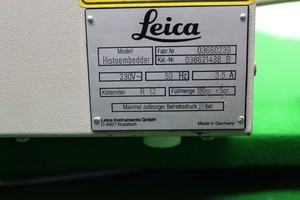 Leica
Modell Fabr.Nr. 03660239
Histoembedder Kat.-Nr. 038621438 B
230V~ 50 Hz 3.5 A
Kältemittel R 12 Füllmenge 180g
Maximal zulässiger Betriebsdruck bar
Leica Instruments GmbH
D-6907 Nussloch Made in Germany